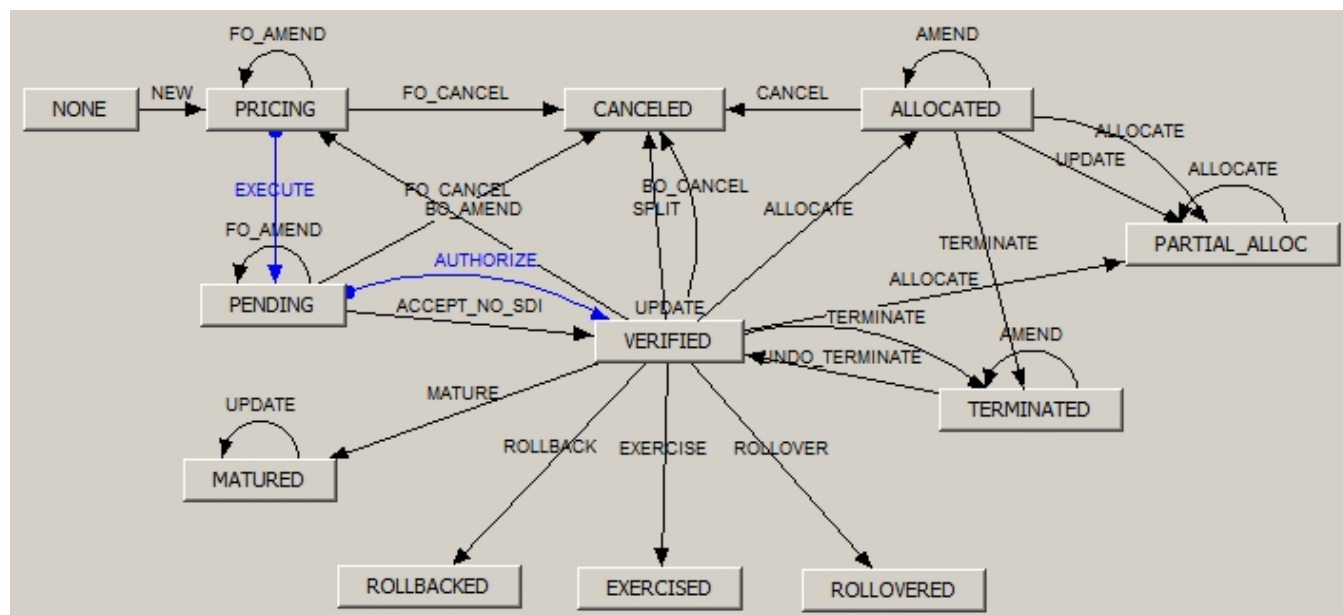 FO_AMEND
AMEND
NEW
FO_CANCEL
CANCEL
NONE
PRICING
CANCELED
ALLOCATED
ALLOCATE
UPDATE
ALLOCATE
EXECUTE
FO_CANCEL
BO_CANCEL
BO_AMEND
SPLIT
ALLOCATE
FO_AMEND
TERMINATE
PARTIAL_ALLOC
AUTHORIZE
ALLOCATE
PENDING
ACCEPT_NO_SDI
UPDATE
TERMINATE
VERIFIED
AMEND
UNDO_TERMINATE
MATURE
UPDATE
TERMINATED
ROLLBACK
EXERCISE
ROLLOVER
MATURED
ROLLBACKED
EXERCISED
ROLLOVERED